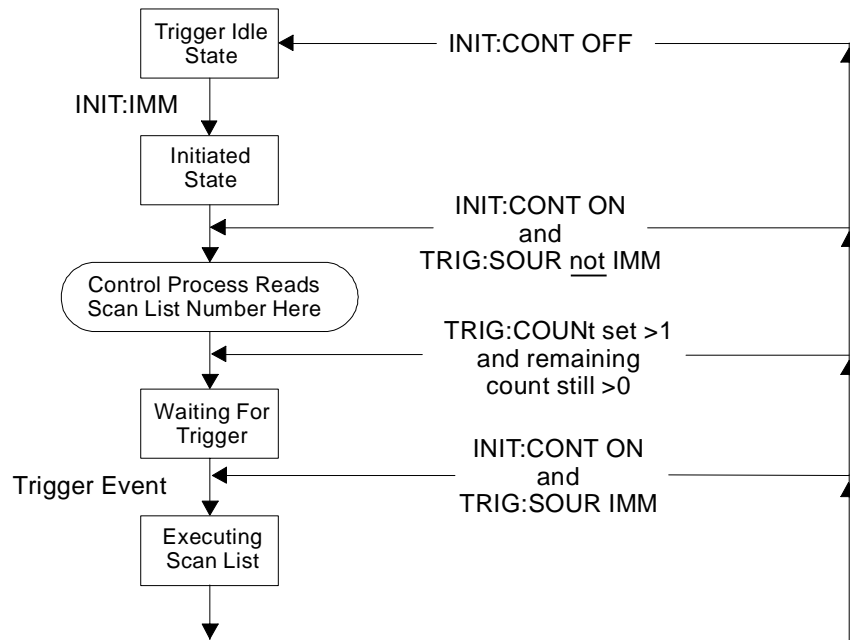 Trigger Idle
State
INIT:CONT OFF
INIT:IMM
Initiated
State
INIT:CONT ON
and
TRIG:SOUR not IMM
Control Process Reads
Scan List Number Here
TRIG:COUNt set >1
and remaining
count still >0
Waiting For
Trigger
INIT:CONT ON
and
TRIG:SOUR IMM
Trigger Event
Executing
Scan List